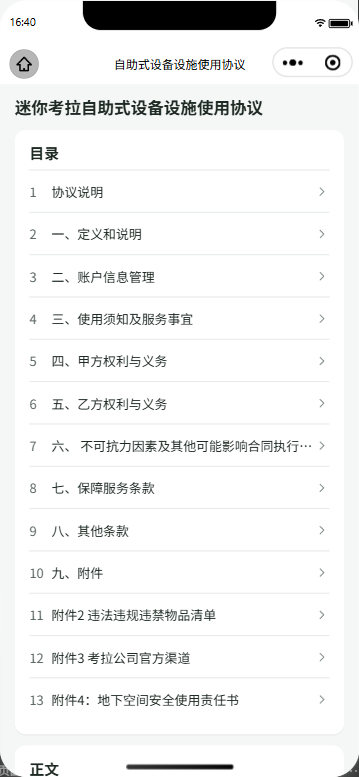 16:40
自助式设备设施使用协议
迷你考拉自助式设备设施使用协议
目录
1 协议说明
2 一、定义和说明
3 二、账户信息管理
4 三、使用须知及服务事宜
5 四、甲方权利与义务
6 五、乙方权利与义务
7 六、 不可抗力因素及其他可能影响合同执行…
8 七、保障服务条款
9 八、其他条款
10 九、附件
11 附件2 违法违规违禁物品清单
12 附件3 考拉公司官方渠道
13 附件4：地下空间安全使用责任书
正文